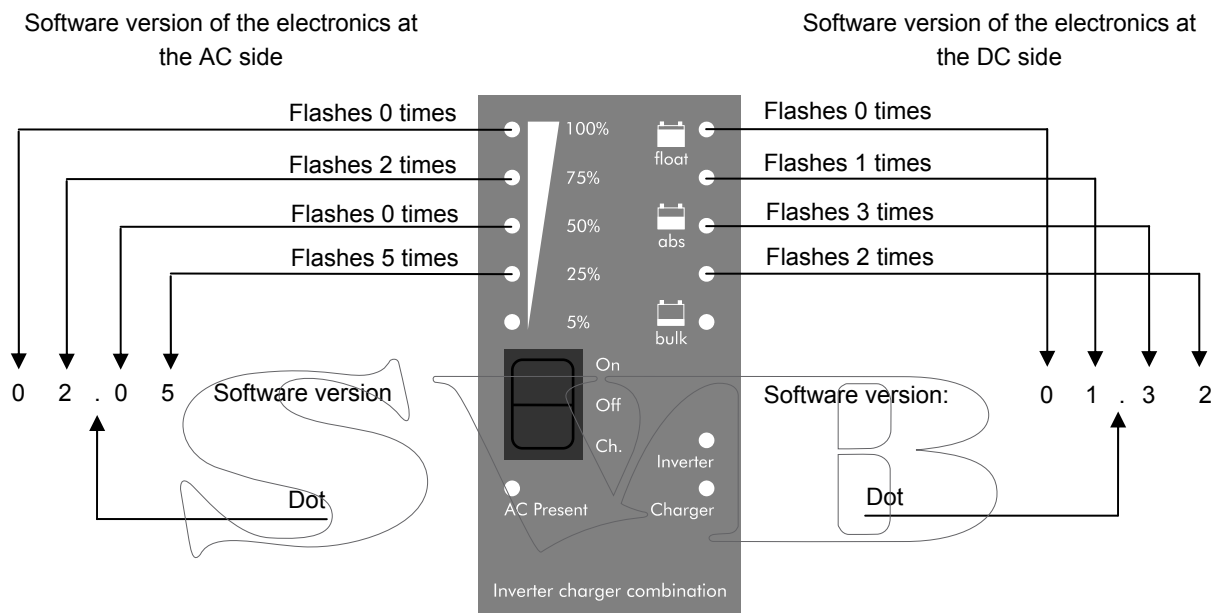 Software version of the electronics at
the AC side
Software version of the electronics at
the DC side
Flashes 0 times
Flashes 2 times
Flashes 0 times
Flashes 5 times
100%
75%
50%
25%
5%
float
abs
bulk
Flashes 0 times
Flashes 1 times
Flashes 3 times
Flashes 2 times
0 2 . 0 5 Software version
Software version: 0 1 . 3 2
On
Off
Ch.
Inverter
AC Present
Charger
Dot
Dot
Inverter charger combination
SVB